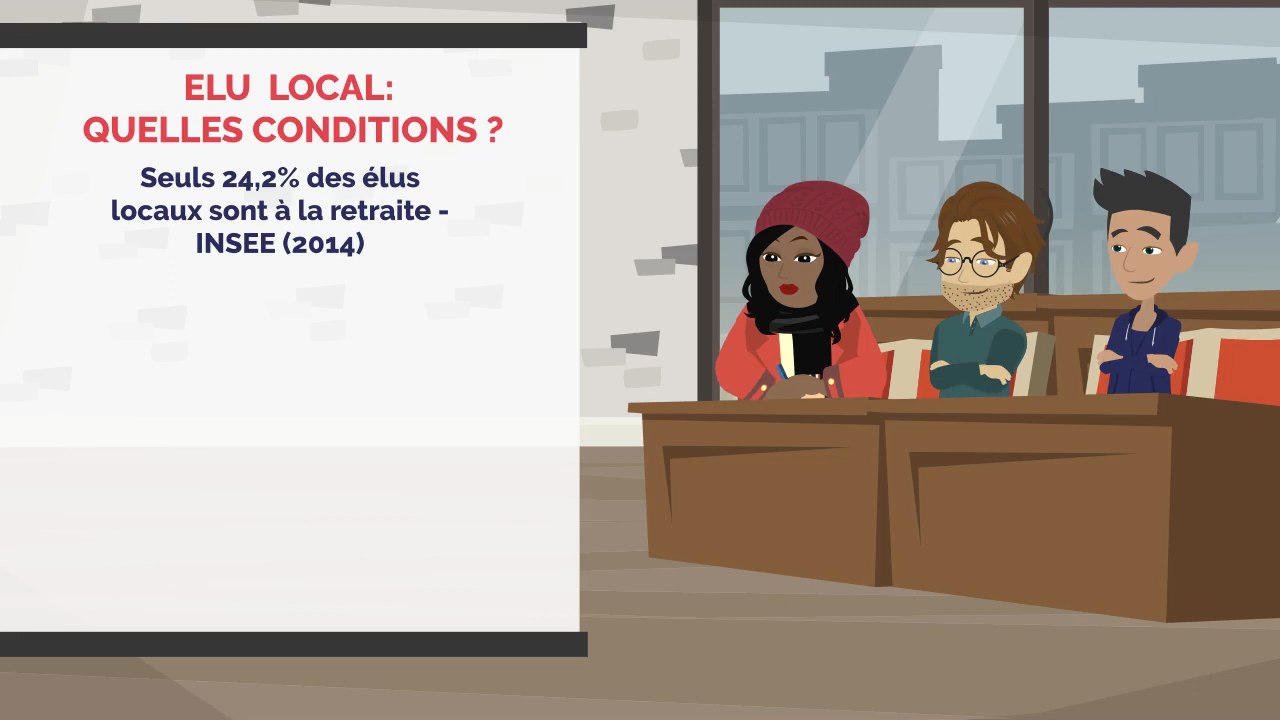 ELU LOCAL:
QUELLES CONDITIONS ?
Seuls 24,2% des élus
locaux sont à la retraite -
INSEE (2014)